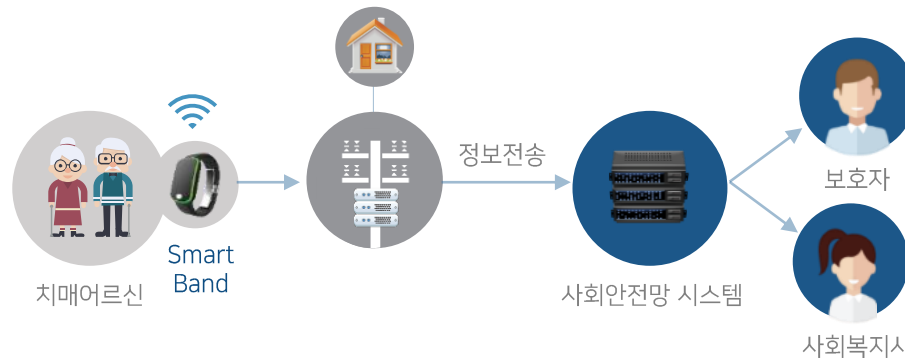 정보전송
보호자
Smart
Band
치매어르신
사회안전망 시스템
사회복지사